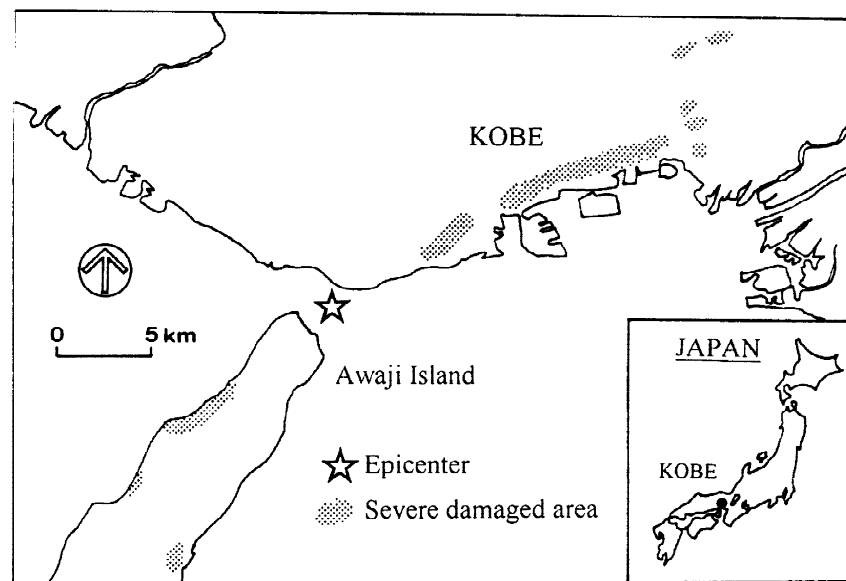 KOBE
0 5 km
Awaji Island
Epicenter
Severe damaged area
JAPAN
KOBE